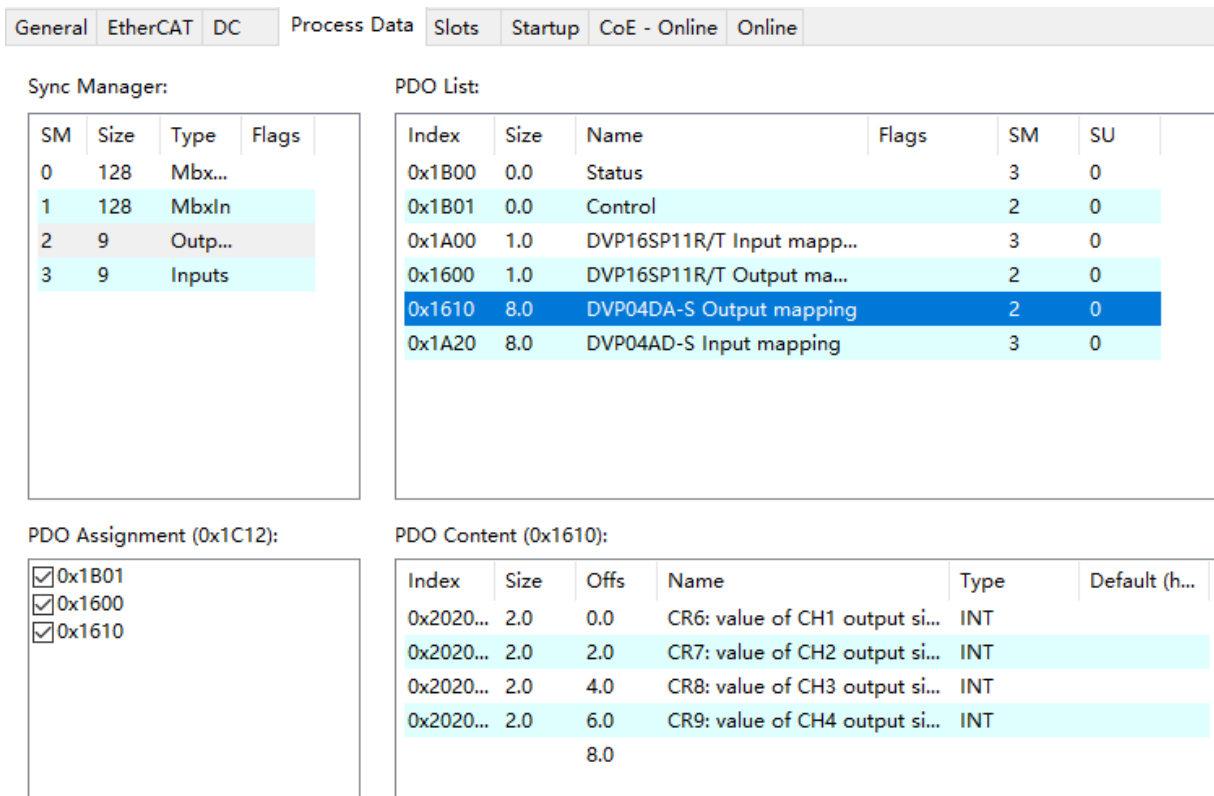 General EtherCAT DC Process Data Slots Startup CoE - Online Online
Sync Manager:
SM Size Type Flags
0 128 Mbx...
1 128 MbxIn
2 9 Outp...
3 9 Inputs
PDO List:
Index Size Name Flags SM SU
0x1B00 0.0 Status 3 0
0x1B01 0.0 Control 2 0
0x1A00 1.0 DVP16SP11R/T Input mapp... 3 0
0x1600 1.0 DVP16SP11R/T Output ma... 2 0
0x1610 8.0 DVP04DA-S Output mapping 2 0
0x1A20 8.0 DVP04AD-S Input mapping 3 0
PDO Assignment (0x1C12):
0x1B01
0x1600
0x1610
PDO Content (0x1610):
Index Size Offs Name Type Default (h...
0x2020... 2.0 0.0 CR6: value of CH1 output si... INT
0x2020... 2.0 2.0 CR7: value of CH2 output si... INT
0x2020... 2.0 4.0 CR8: value of CH3 output si... INT
0x2020... 2.0 6.0 CR9: value of CH4 output si... INT
8.0